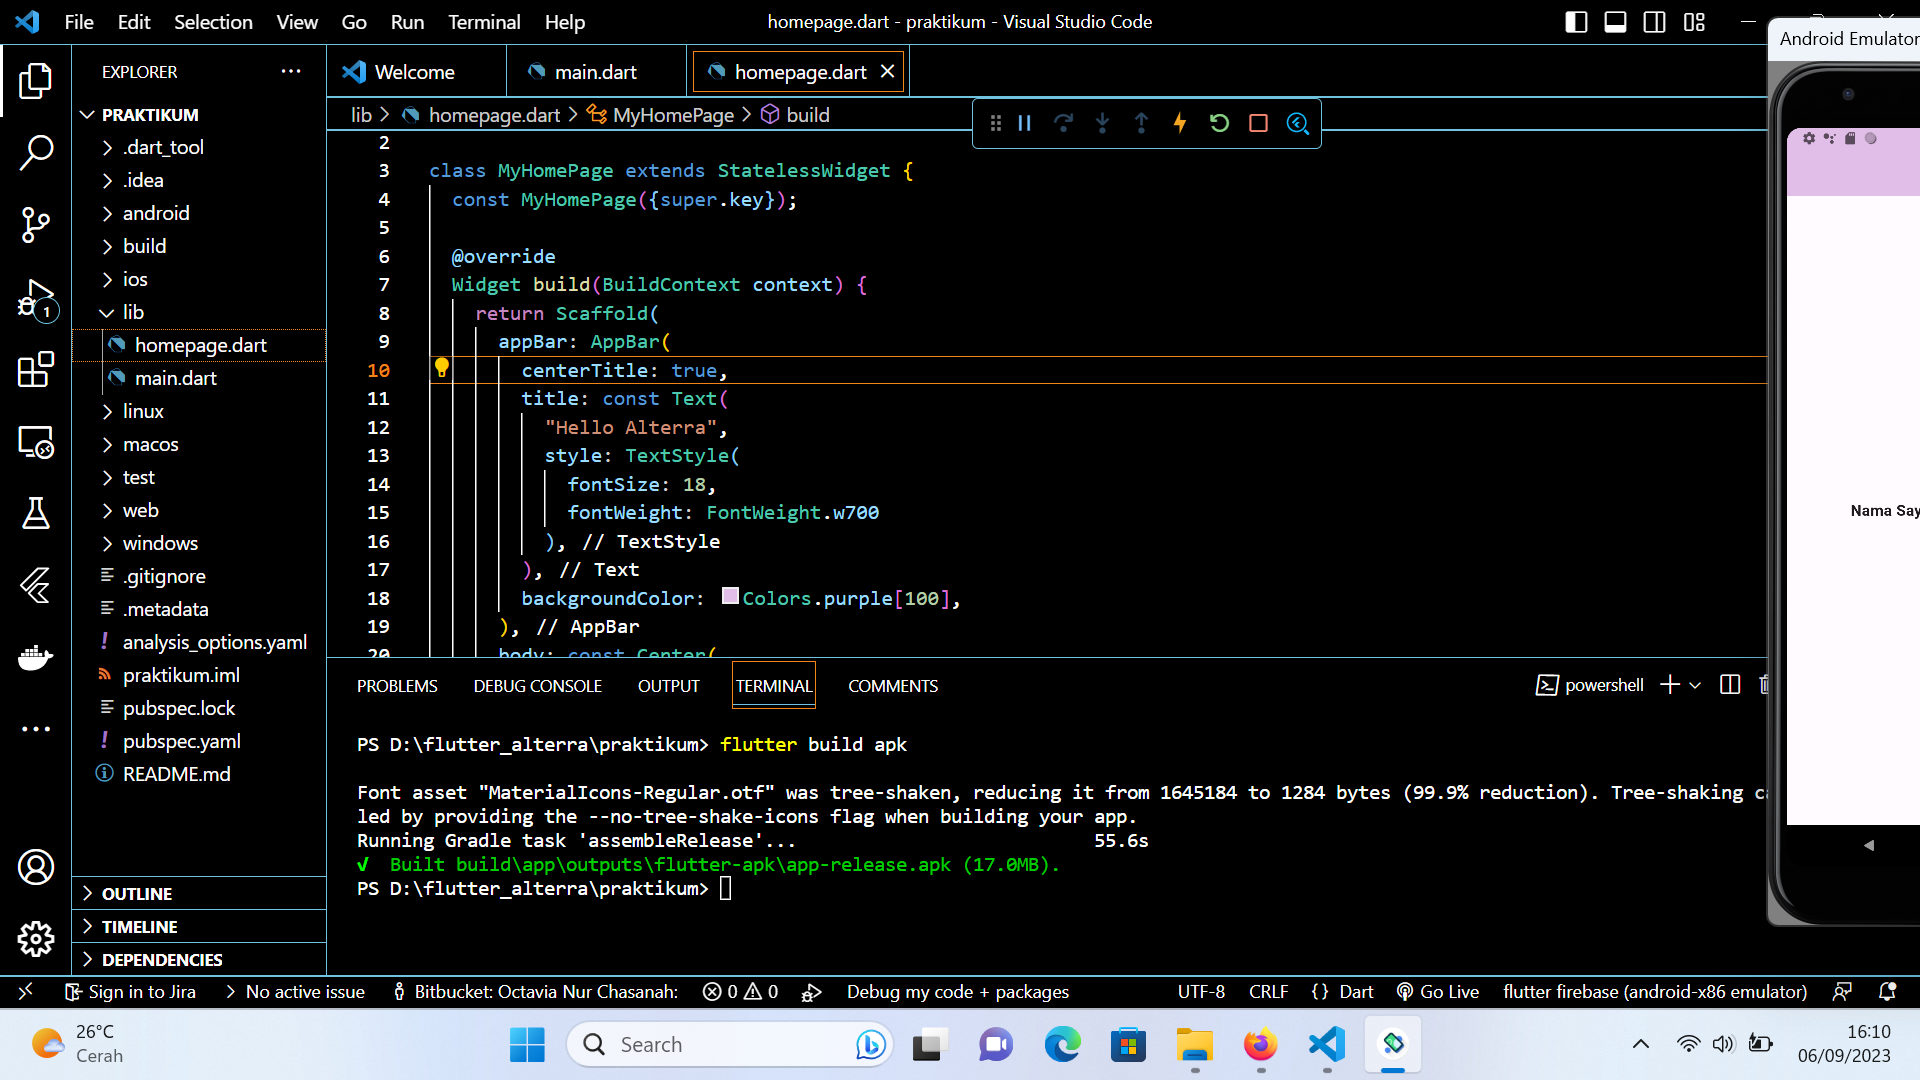 File Edit Selection View Go Run Terminal Help
homepage.dart - praktikum - Visual Studio Code
Android Emulator
EXPLORER
Welcome
main.dart
homepage.dart
lib > homepage.dart > MyHomePage > build
PRAKTIKUM
.dart_tool
.idea
android
build
ios
lib
homepage.dart
main.dart
linux
macos
test
web
windows
.gitignore
.metadata
analysis_options.yaml
praktikum.iml
pubspec.lock
pubspec.yaml
README.md
OUTLINE
TIMELINE
DEPENDENCIES
1
2
3 class MyHomePage extends StatelessWidget {
4 const MyHomePage({super.key});
5
6 @override
7 Widget build(BuildContext context) {
8 return Scaffold(
9 appBar: AppBar(
10 centerTitle: true,
11 title: const Text(
12 "Hello Alterra",
13 style: TextStyle(
14 fontSize: 18,
15 fontWeight: FontWeight.w700
16 ), // TextStyle
17 ), // Text
18 backgroundColor: Colors.purple[100],
19 ), // AppBar
20 body: const Center(
Nama Say
PROBLEMS DEBUG CONSOLE OUTPUT TERMINAL COMMENTS
powershell
PS D:\flutter_alterra\praktikum> flutter build apk
Font asset "MaterialIcons-Regular.otf" was tree-shaken, reducing it from 1645184 to 1284 bytes (99.9% reduction). Tree-shaking
led by providing the --no-tree-shake-icons flag when building your app.
Running Gradle task 'assembleRelease'... 55.6s
√ Built build\app\outputs\flutter-apk\app-release.apk (17.0MB).
PS D:\flutter_alterra\praktikum>
Sign in to Jira > No active issue Bitbucket: Octavia Nur Chasanah: 0 0 Debug my code + packages UTF-8 CRLF {} Dart Go Live flutter firebase (android-x86 emulator)
26°C
Cerah
Search
16:10
06/09/2023